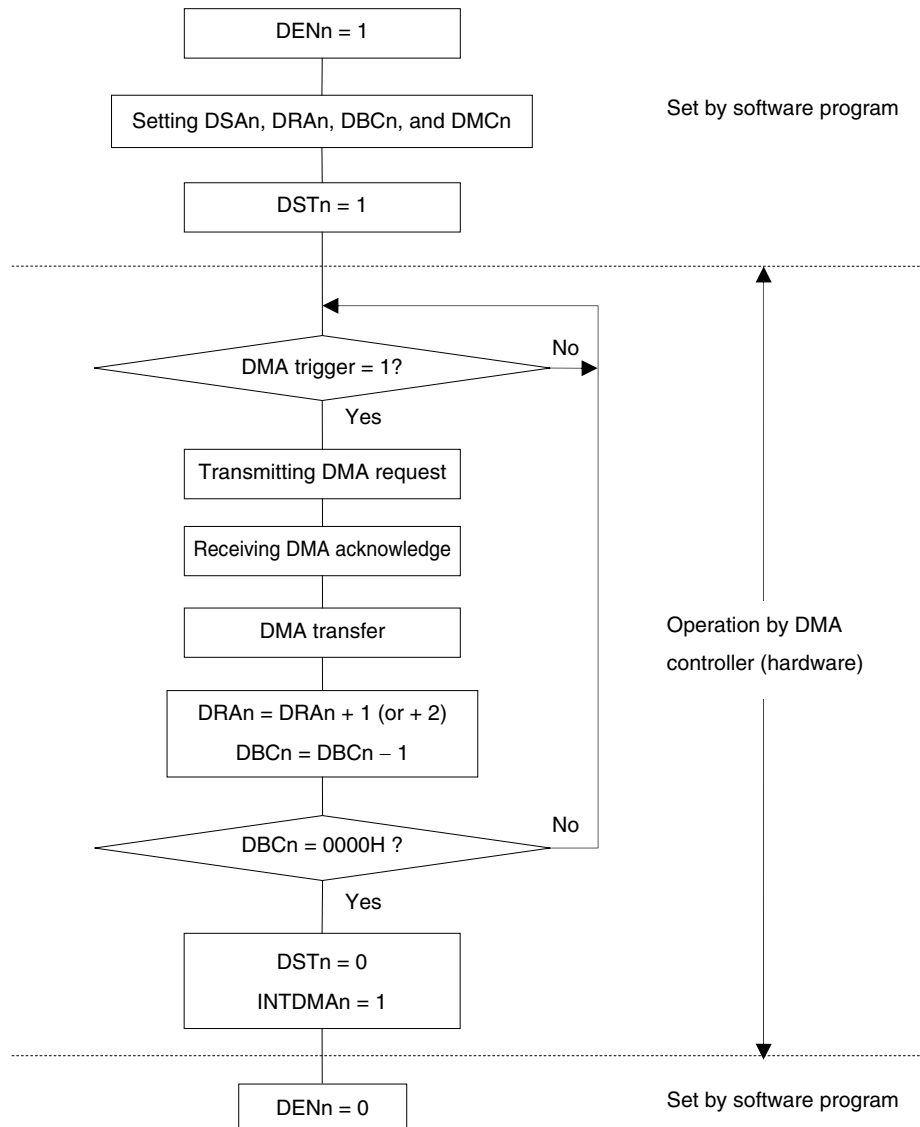 DENn = 1
Setting DSAn, DRAn, DBCn, and DMCn
Set by software program
DSTn = 1
DMA trigger = 1?
No
Yes
Transmitting DMA request
Receiving DMA acknowledge
DMA transfer
Operation by DMA
controller (hardware)
DRAn = DRAn + 1 (or + 2)
DBCn = DBCn − 1
DBCn = 0000H ?
No
Yes
DSTn = 0
INTDMAn = 1
DENn = 0
Set by software program